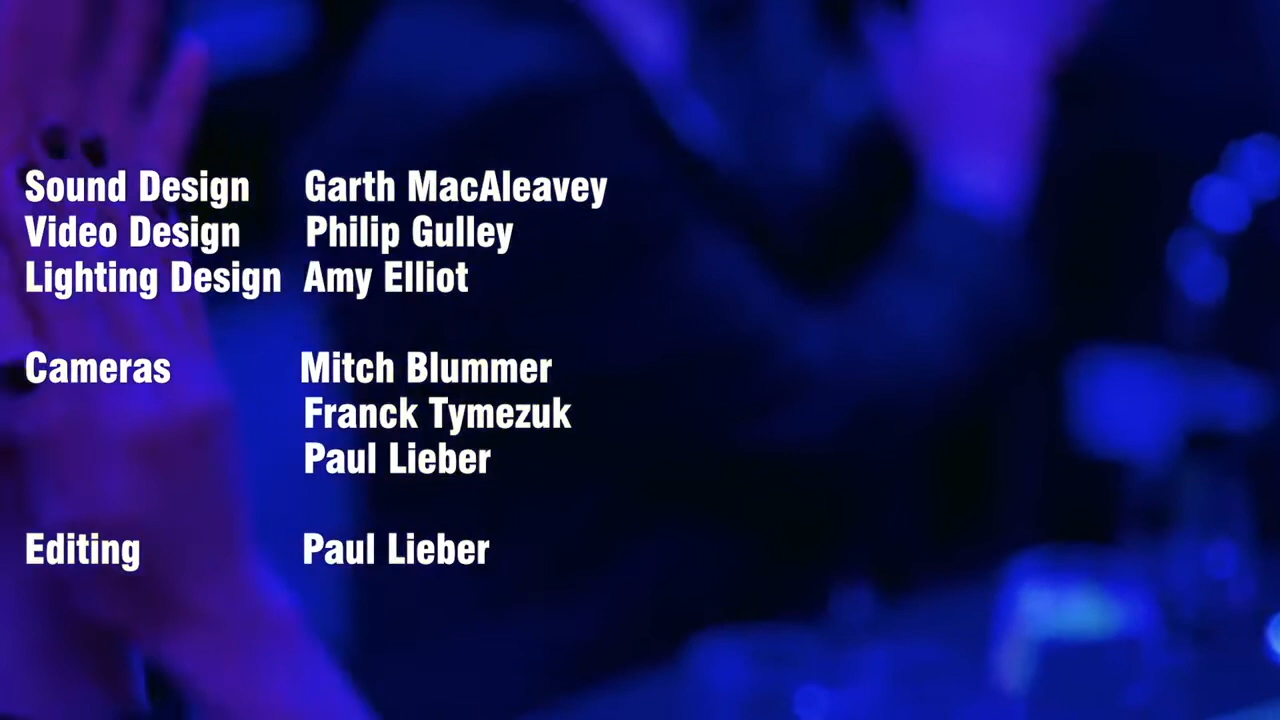 Sound Design Garth MacAleavey
Video Design Philip Gulley
Lighting Design Amy Elliot
Cameras Mitch Blummer
Franck Tymezuk
Paul Lieber
Editing Paul Lieber